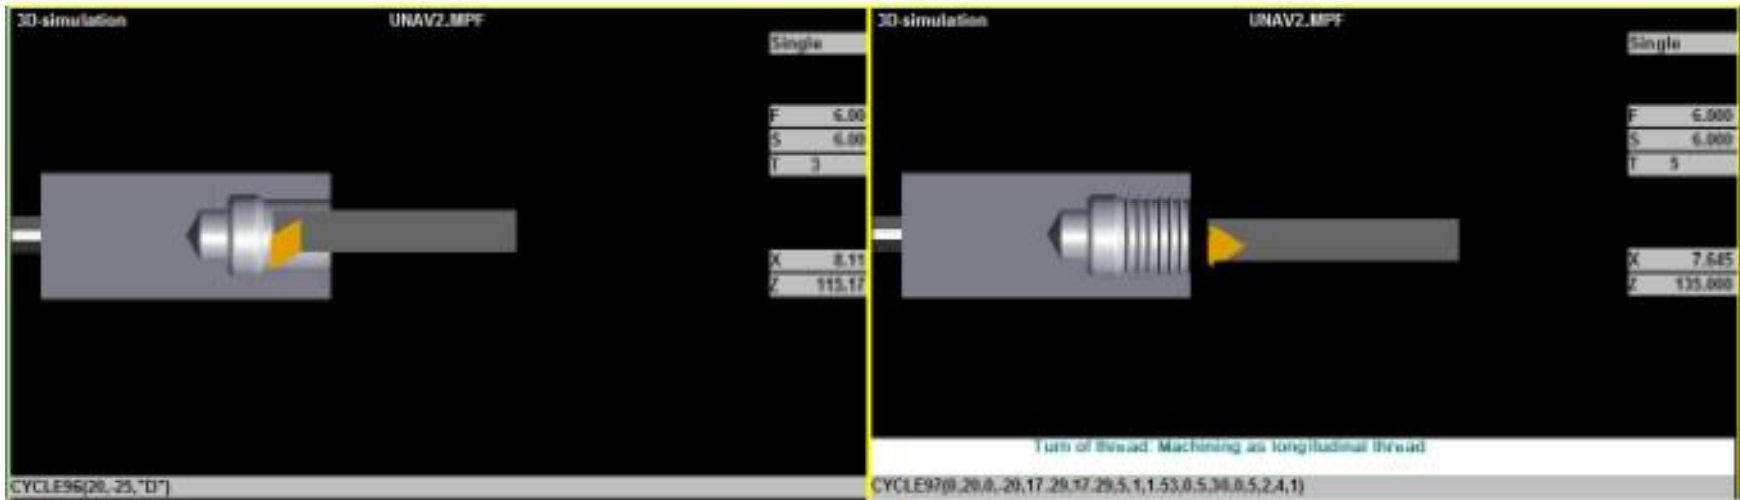 3D-simulation
UNAV2.MPF
Single
F 6.00
S 6.00
T 3
X 8.11
Z 115.17
CYCLE96(20,-25,"D")
3D-simulation
UNAV2.MPF
Single
F 6.000
S 6.000
T 5
X 7.645
Z 135.000
Turn of thread: Machining as longitudinal thread
CYCLE97(0,20,0,-20,17.29,17.29,5,1,1.53,0.5,30,0.5,2,4,1)